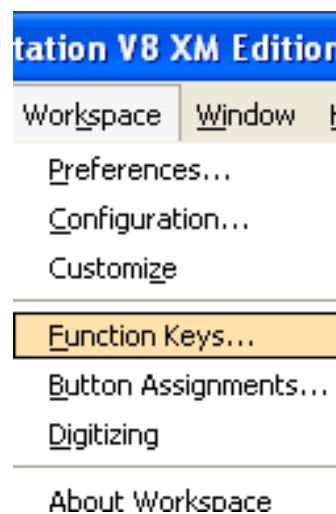 tation V8 XM Edition
Workspace Window H
Preferences...
Configuration...
Customize
Function Keys...
Button Assignments...
Digitizing
About Workspace